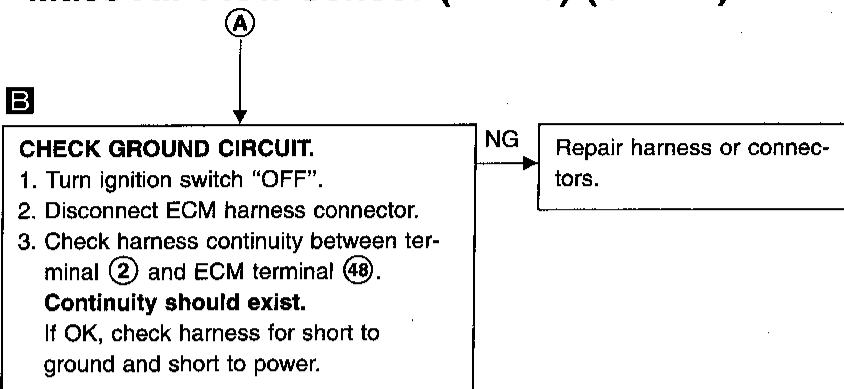 A
B
CHECK GROUND CIRCUIT.
1. Turn ignition switch “OFF”.
2. Disconnect ECM harness connector.
3. Check harness continuity between ter-
minal 2 and ECM terminal 48.
Continuity should exist.
If OK, check harness for short to
ground and short to power.
NG
Repair harness or connec-
tors.